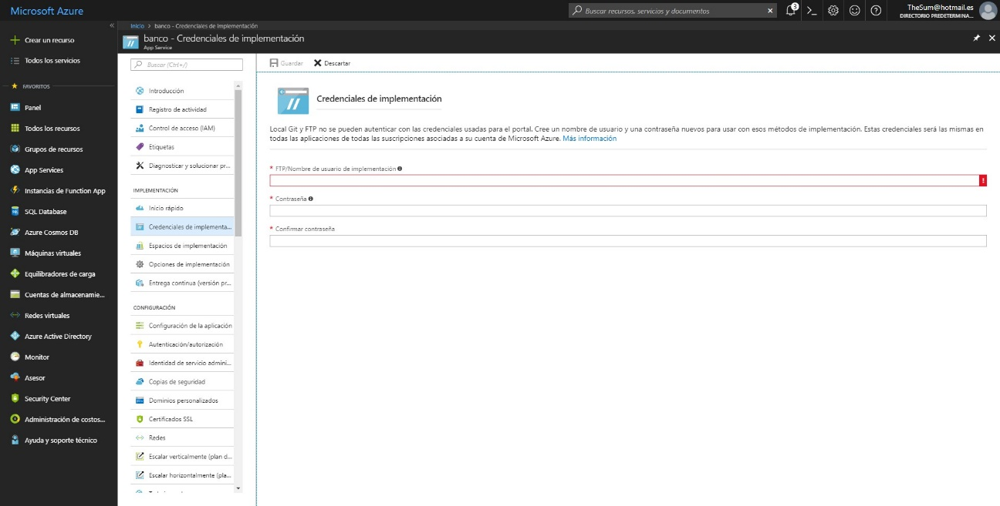 Microsoft Azure
Buscar recursos, servicios y documentos
3
TheSum@hotmail.es
DIRECTORIO PREDETERMINA...
Crear un recurso
Todos los servicios
FAVORITOS
Panel
Todos los recursos
Grupos de recursos
App Services
Instancias de Function App
SQL Database
Azure Cosmos DB
Máquinas virtuales
Equilibradores de carga
Cuentas de almacenamie...
Redes virtuales
Azure Active Directory
Monitor
Asesor
Security Center
Administración de costos...
Ayuda y soporte técnico
Inicio > banco - Credenciales de implementación
banco - Credenciales de implementación
App Service
Buscar (Ctrl+/)
Introducción
Registro de actividad
Control de acceso (IAM)
Etiquetas
Diagnosticar y solucionar pr...
IMPLEMENTACIÓN
Inicio rápido
Credenciales de implementa...
Espacios de implementación
Opciones de implementación
Entrega continua (versión pr...
CONFIGURACIÓN
Configuración de la aplicación
Autenticación/autorización
Identidad de servicio admini...
Copias de seguridad
Dominios personalizados
Certificados SSL
Redes
Escalar verticalmente (plan d...
Escalar horizontalmente (pla...
Guardar
Descartar
Credenciales de implementación
Local Git y FTP no se pueden autenticar con las credenciales usadas para el portal. Cree un nombre de usuario y una contraseña nuevos para usar con esos métodos de implementación. Estas credenciales será las mismas en
todas las aplicaciones de todas las suscripciones asociadas a su cuenta de Microsoft Azure. Más información
* FTP/Nombre de usuario de implementación
* Contraseña
* Confirmar contraseña